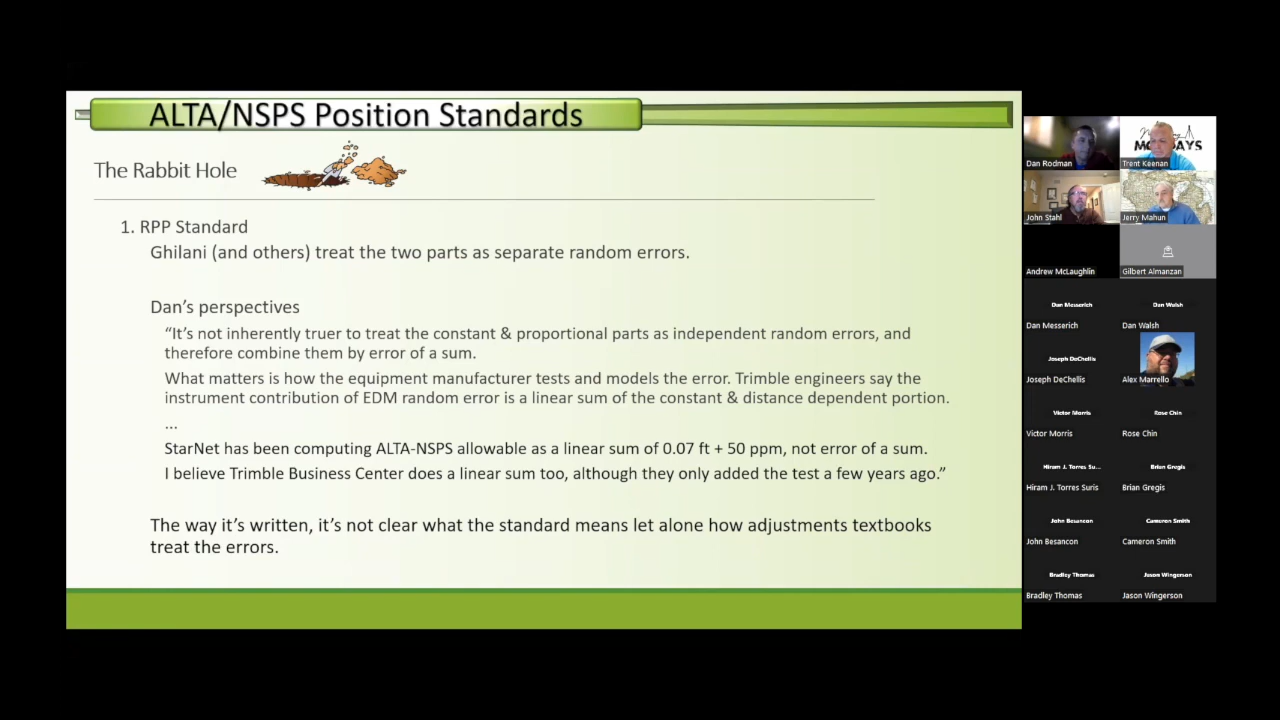 ALTA/NSPS Position Standards
The Rabbit Hole
1. RPP Standard
Ghilani (and others) treat the two parts as separate random errors.
Dan's perspectives
"It's not inherently truer to treat the constant & proportional parts as independent random errors, and
therefore combine them by error of a sum.
What matters is how the equipment manufacturer tests and models the error. Trimble engineers say the
instrument contribution of EDM random error is a linear sum of the constant & distance dependent portion.
...
StarNet has been computing ALTA-NSPS allowable as a linear sum of 0.07 ft + 50 ppm, not error of a sum.
I believe Trimble Business Center does a linear sum too, although they only added the test a few years ago."
The way it's written, it's not clear what the standard means let alone how adjustments textbooks
treat the errors.
Dan Rodman
Trent Keenan
John Stahl
Jerry Mahun
Andrew McLaughlin
Gilbert Almanzan
Dan Messerich
Dan Walsh
Dan Messerich
Dan Walsh
Joseph DeChellis
Joseph DeChellis
Alex Marrello
Victor Morris
Rose Chin
Victor Morris
Rose Chin
Hiram J. Torres Su...
Brian Gregis
Hiram J. Torres Suris
Brian Gregis
John Besancon
Cameron Smith
John Besancon
Cameron Smith
Bradley Thomas
Jason Wingerson
Bradley Thomas
Jason Wingerson